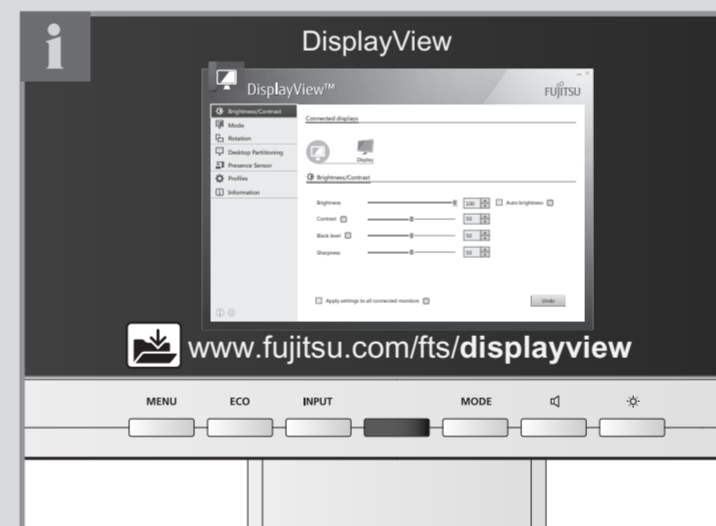 i
DisplayView
DisplayView™
FUJITSU
Brightness/Contrast
Mode
Rotation
Desktop Partitioning
Presence Sensor
Profiles
Information
Connected displays
Display
Brightness/Contrast
Brightness 100 Auto brightness
Contrast 50
Black level 50
Sharpness 50
Apply settings to all connected monitors
Undo
www.fujitsu.com/fts/displayview
MENU ECO INPUT MODE